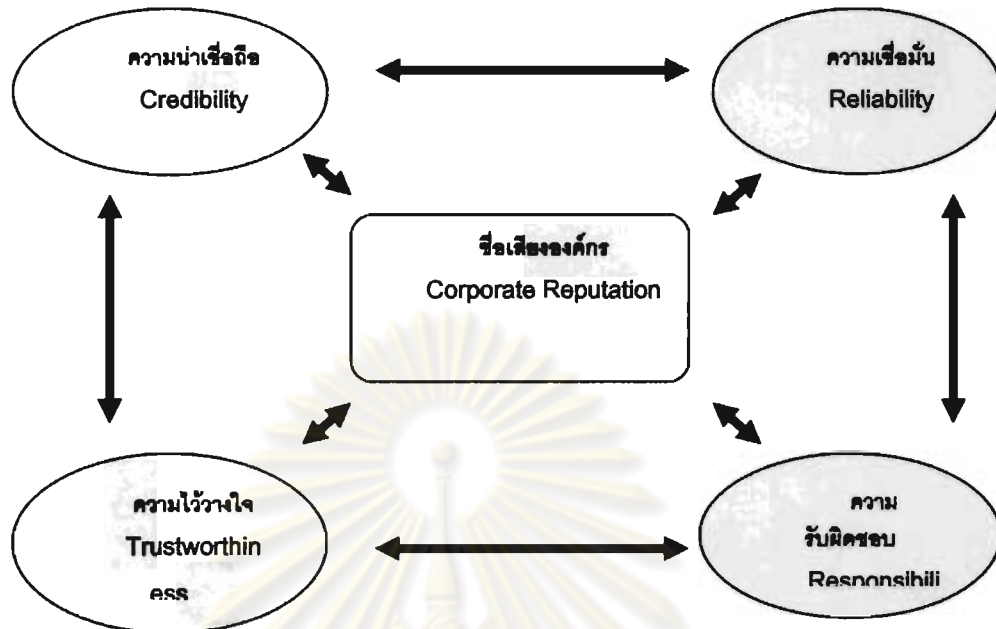 ความน่าเชื่อถือ
Credibility
ความเชื่อมั่น
Reliability
ชื่อเสียงองค์กร
Corporate Reputation
ความไว้วางใจ
Trustworthin
ess
ความ
รับผิดชอบ
Responsibili